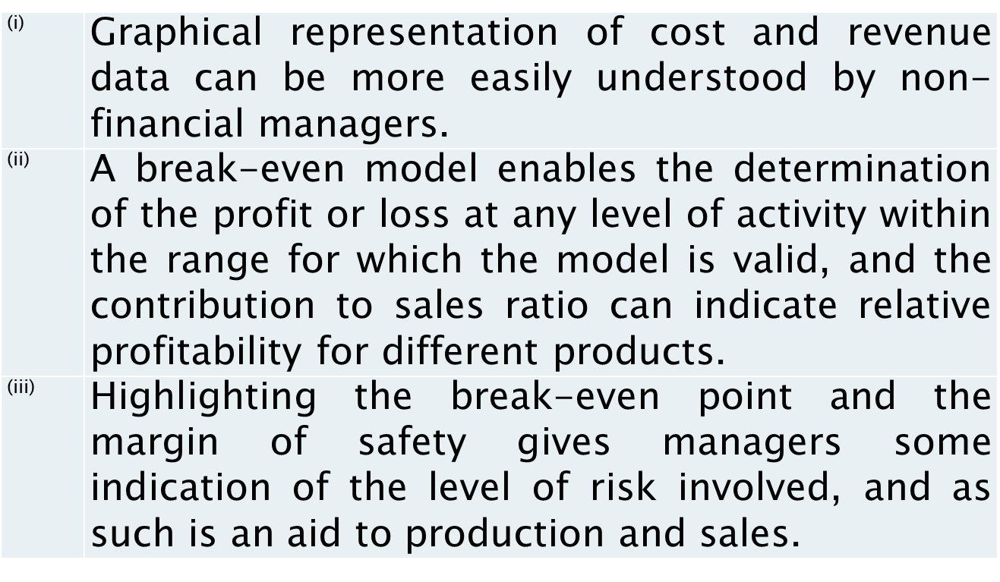 (i) Graphical representation of cost and revenue
data can be more easily understood by non-
financial managers.
(ii) A break-even model enables the determination
of the profit or loss at any level of activity within
the range for which the model is valid, and the
contribution to sales ratio can indicate relative
profitability for different products.
(iii) Highlighting the break-even point and the
margin of safety gives managers some
indication of the level of risk involved, and as
such is an aid to production and sales.